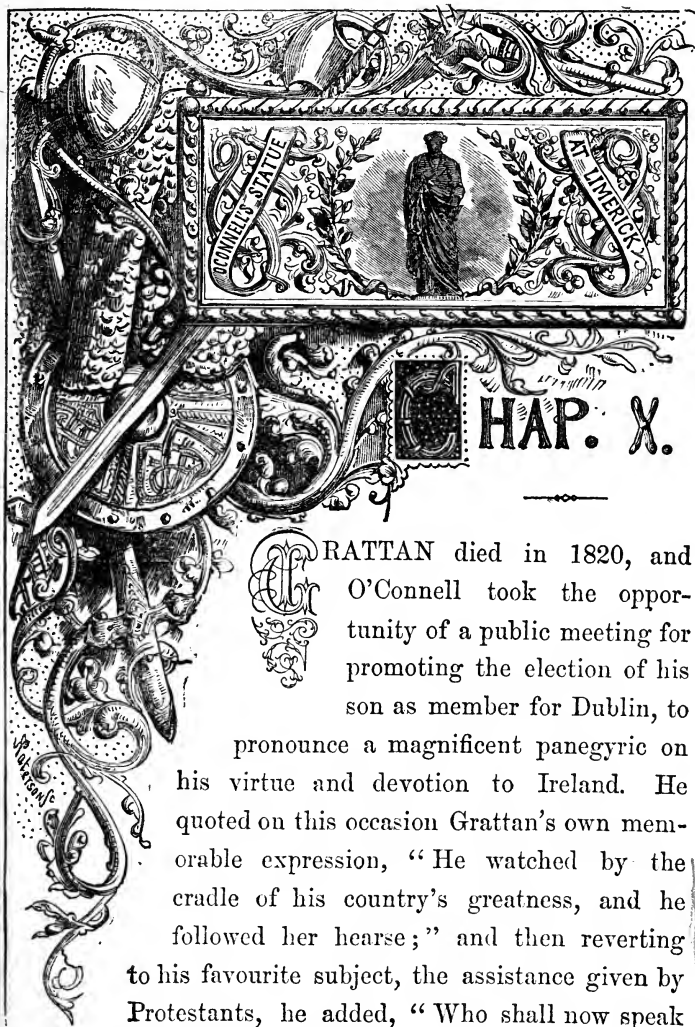 OCONNELL'S STATUE
AT LIMERICK
CHAP. X.
GRATTAN died in 1820, and
O'Connell took the oppor-
tunity of a public meeting for
promoting the election of his
son as member for Dublin, to
pronounce a magnificent panegyric on
his virtue and devotion to Ireland. He
quoted on this occasion Grattan's own mem-
orable expression, “ He watched by the
cradle of his country's greatness, and he
followed her hearse ; ” and then reverting
to his favourite subject, the assistance given by
Protestants, he added, “ Who shall now speak